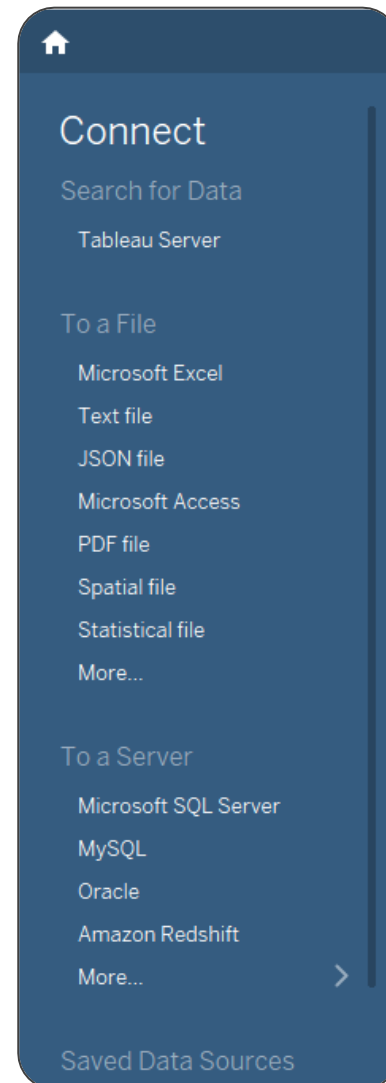 Connect
Search for Data
Tableau Server
To a File
Microsoft Excel
Text file
JSON file
Microsoft Access
PDF file
Spatial file
Statistical file
More...
To a Server
Microsoft SQL Server
MySQL
Oracle
Amazon Redshift
More...
Saved Data Sources